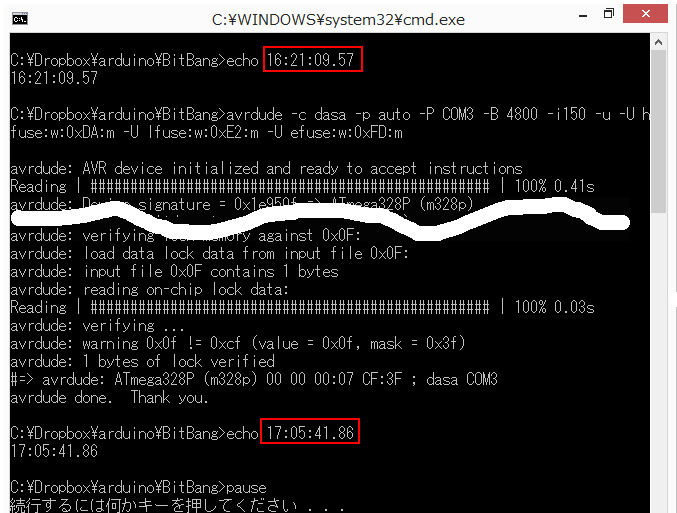 C:¥WINDOWS¥system32¥cmd.exe
C:¥Dropbox¥arduino¥BitBang>echo 16:21:09.57
16:21:09.57
C:¥Dropbox¥arduino¥BitBang>avrdude -c dasa -p auto -P COM3 -B 4800 -i150 -u -U h
fuse:w:0xDA:m -U lfuse:w:0xE2:m -U efuse:w:0xFD:m
avrdude: AVR device initialized and ready to accept instructions
Reading | ################################################## | 100% 0.41s
avrdude: Device signature = 0x1e950f => ATmega328P (m328p)
avrdude: verifying lock memory against 0x0F:
avrdude: load data lock data from input file 0x0F:
avrdude: input file 0x0F contains 1 bytes
avrdude: reading on-chip lock data:
Reading | ################################################## | 100% 0.03s
avrdude: verifying ...
avrdude: warning 0x0f != 0xcf (value = 0x0f, mask = 0x3f)
avrdude: 1 bytes of lock verified
#=> avrdude: ATmega328P (m328p) 00 00 00:07 CF:3F ; dasa COM3
avrdude done.  Thank you.
C:¥Dropbox¥arduino¥BitBang>echo 17:05:41.86
17:05:41.86
C:¥Dropbox¥arduino¥BitBang>pause
続行するには何かキーを押してください . . .